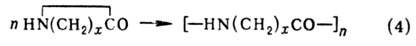 n HN(CH₂)ₓCO → [—HN(CH₂)ₓCO—]ₙ (4)